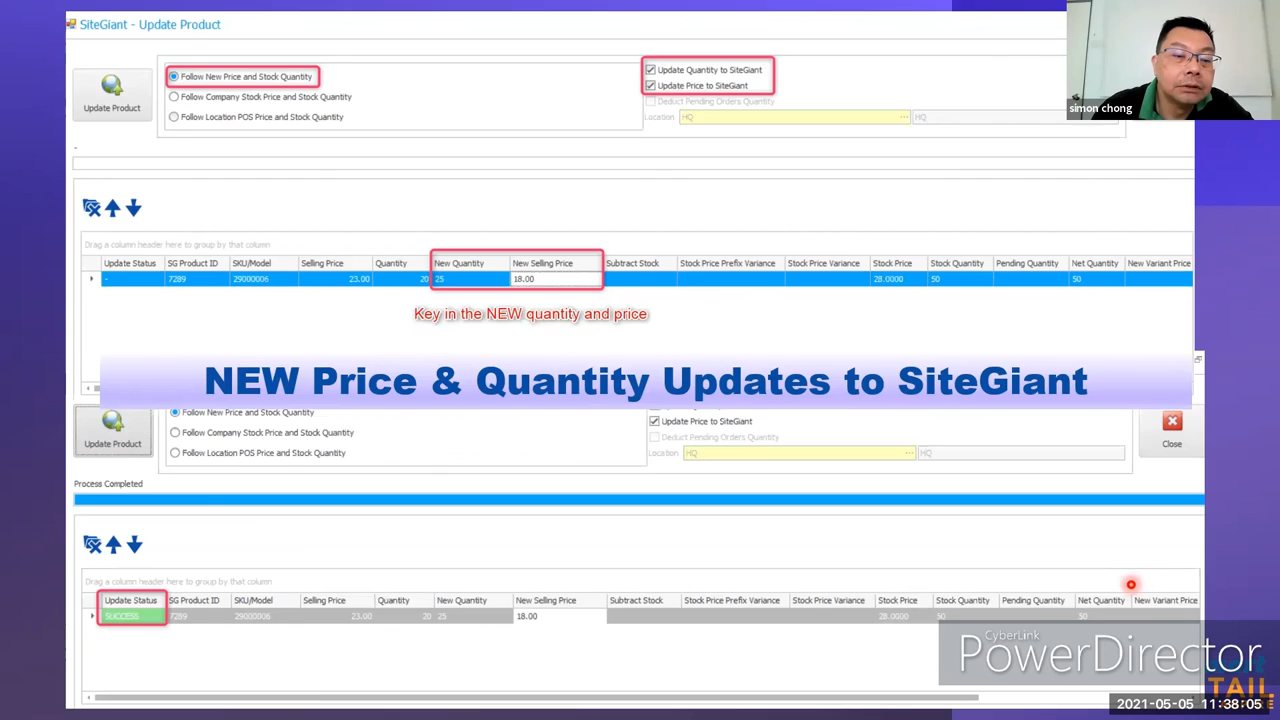 SiteGiant - Update Product
Update Product
Follow New Price and Stock Quantity
Follow Company Stock Price and Stock Quantity
Follow Location POS Price and Stock Quantity
Update Quantity to SiteGiant
Update Price to SiteGiant
Deduct Pending Orders Quantity
Location HQ ... HQ
simon chong
-
Drag a column header here to group by that column
Update Status SG Product ID SKU/Model Selling Price Quantity New Quantity New Selling Price Subtract Stock Stock Price Prefix Variance Stock Price Variance Stock Price Stock Quantity Pending Quantity Net Quantity New Variant Price
- 7289 29000006 23.00 20 25 18.00 28.0000 50 50
Key in the NEW quantity and price
NEW Price & Quantity Updates to SiteGiant
Update Product
Follow New Price and Stock Quantity
Follow Company Stock Price and Stock Quantity
Follow Location POS Price and Stock Quantity
Update Price to SiteGiant
Deduct Pending Orders Quantity
Location HQ ... HQ
Close
Process Completed
Drag a column header here to group by that column
Update Status SG Product ID SKU/Model Selling Price Quantity New Quantity New Selling Price Subtract Stock Stock Price Prefix Variance Stock Price Variance Stock Price Stock Quantity Pending Quantity Net Quantity New Variant Price
SUCCESS 7289 29000006 23.00 20 25 18.00 28.0000 50 50
CyberLink
PowerDirector
TAIL
2021-05-05 11:38:05